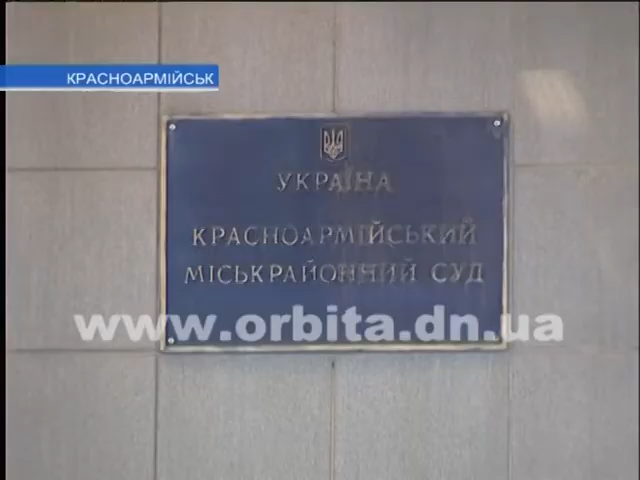 КРАСНОАРМІЙСЬК
УКРАЇНА
КРАСНОАРМІЙСЬКИЙ
МІСЬКРАЙОННИЙ СУД
www.orbita.dn.ua